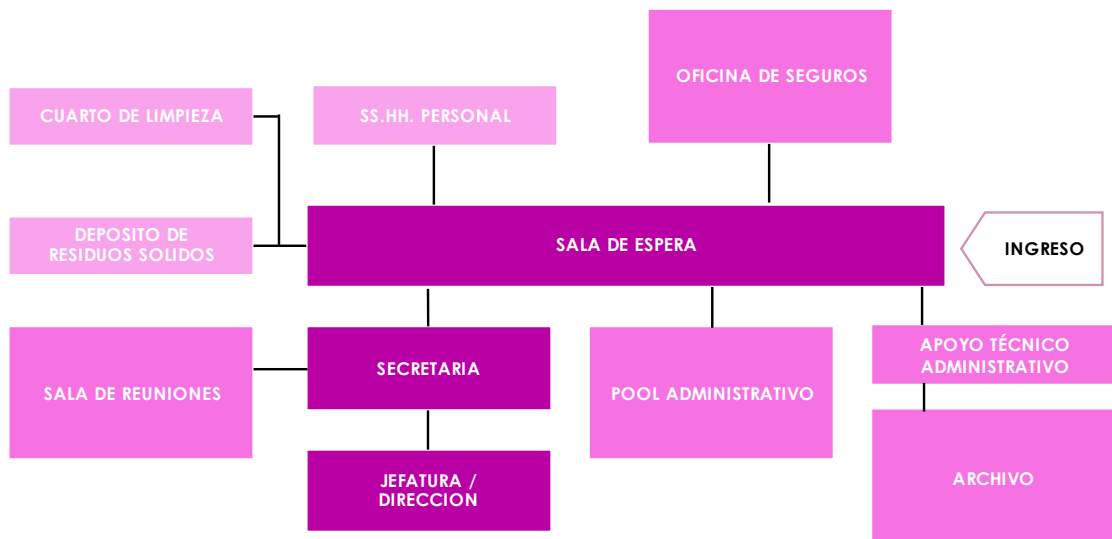 OFICINA DE SEGUROS
CUARTO DE LIMPIEZA
SS.HH. PERSONAL
DEPOSITO DE
RESIDUOS SOLIDOS
SALA DE ESPERA
INGRESO
SALA DE REUNIONES
SECRETARIA
POOL ADMINISTRATIVO
APOYO TÉCNICO
ADMINISTRATIVO
JEFATURA /
DIRECCION
ARCHIVO